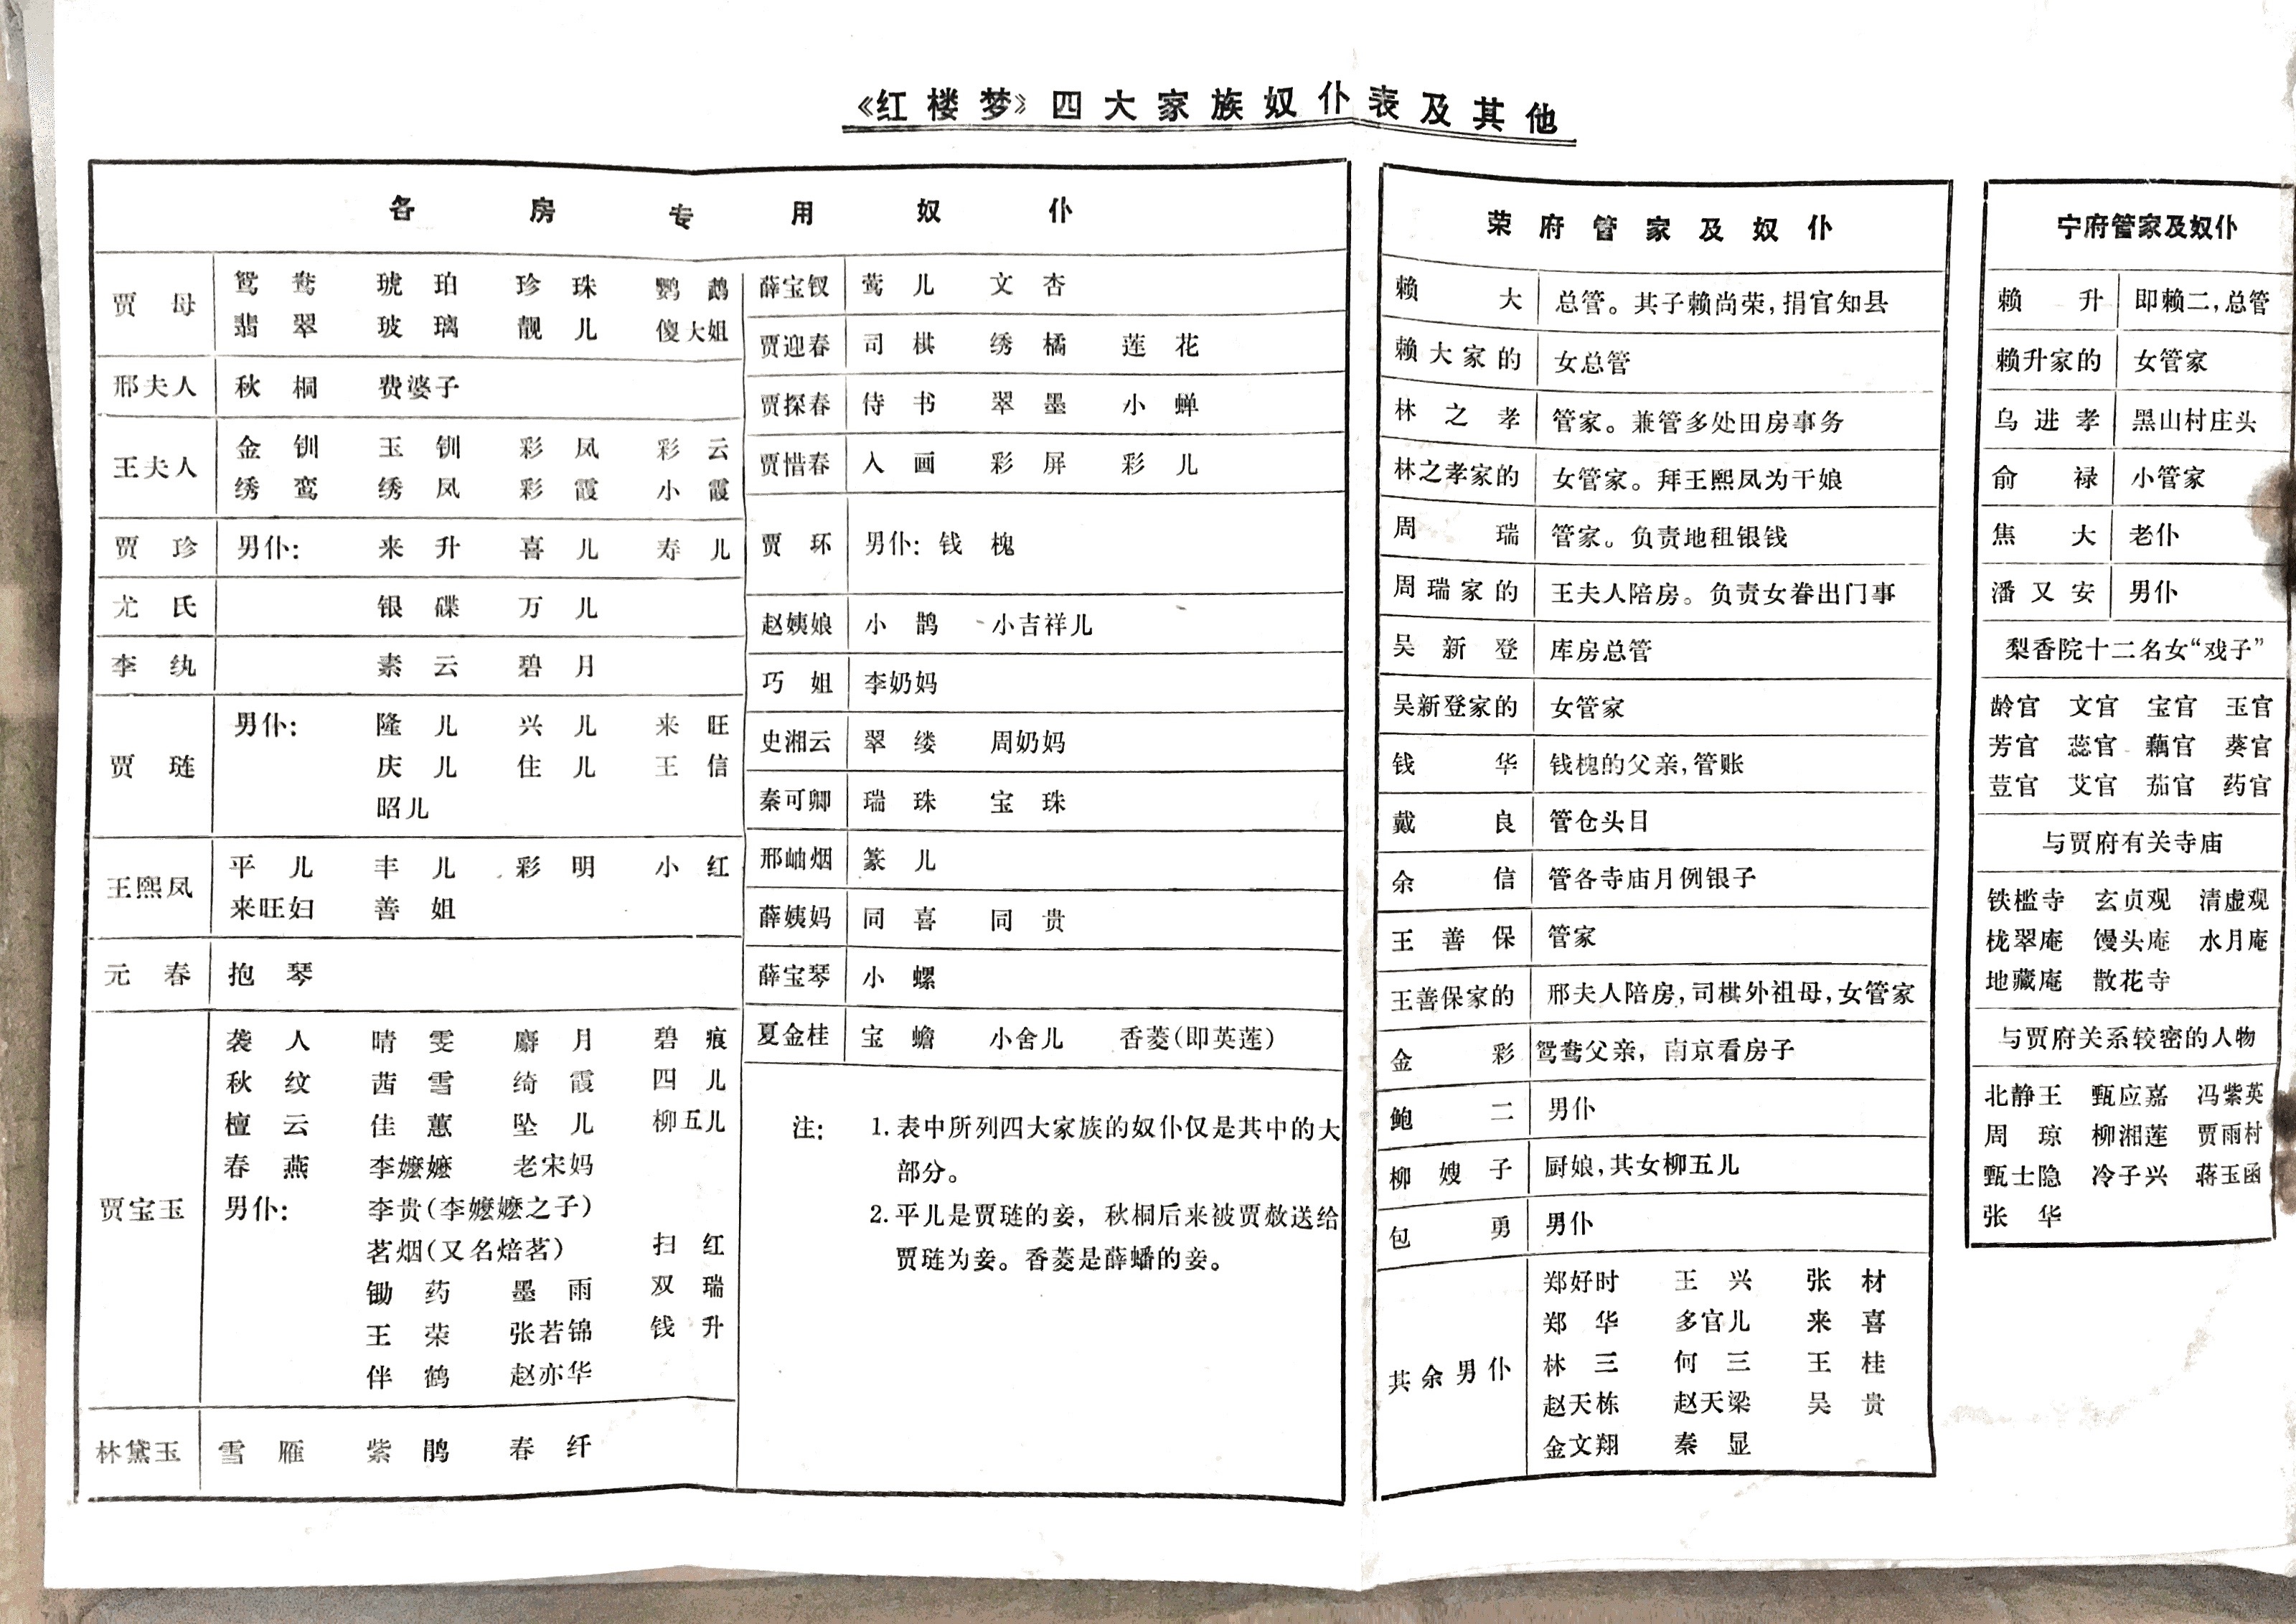 《红楼梦》四大家族奴仆表及其他
各房专用奴仆
贾母 鸳鸯 琥珀 珍珠 鹦鹉
翡翠 玻璃 靓儿 傻大姐
邢夫人 秋桐 费婆子
王夫人 金钏 玉钏 彩凤 彩云
绣鸾 绣凤 彩霞 小霞
贾珍 男仆： 来升 喜儿 寿儿
尤氏 银碟 万儿
李纨 素云 碧月
贾琏 男仆： 隆儿 兴儿 来旺
庆儿 住儿 王信
昭儿
王熙凤 平儿 丰儿 彩明 小红
来旺妇 善姐
元春 抱琴
贾宝玉 袭人 晴雯 麝月 碧痕
秋纹 茜雪 绮霞 四儿
檀云 佳蕙 坠儿 柳五儿
春燕 李嬷嬷 老宋妈
男仆： 李贵（李嬷嬷之子）
茗烟（又名焙茗） 扫红
锄药 墨雨 双瑞
王荣 张若锦 钱升
伴鹤 赵亦华
林黛玉 雪雁 紫鹃 春纤
薛宝钗 莺儿 文杏
贾迎春 司棋 绣橘 莲花
贾探春 侍书 翠墨 小蝉
贾惜春 入画 彩屏 彩儿
贾环 男仆：钱槐
赵姨娘 小鹊 小吉祥儿
巧姐 李奶妈
史湘云 翠缕 周奶妈
秦可卿 瑞珠 宝珠
邢岫烟 篆儿
薛姨妈 同喜 同贵
薛宝琴 小螺
夏金桂 宝蟾 小舍儿 香菱（即英莲）
注： 1. 表中所列四大家族的奴仆仅是其中的大
部分。
2. 平儿是贾琏的妾，秋桐后来被贾赦送给
贾琏为妾。香菱是薛蟠的妾。
荣府管家及奴仆
赖大 总管。其子赖尚荣，捐官知县
赖大家的 女总管
林之孝 管家。兼管多处田房事务
林之孝家的 女管家。拜王熙凤为干娘
周瑞 管家。负责地租银钱
周瑞家的 王夫人陪房。负责女眷出门事
吴新登 库房总管
吴新登家的 女管家
钱华 钱槐的父亲，管账
戴良 管仓头目
余信 管各寺庙月例银子
王善保 管家
王善保家的 邢夫人陪房，司棋外祖母，女管家
金彩 鸳鸯父亲，南京看房子
鲍二 男仆
柳嫂子 厨娘，其女柳五儿
包勇 男仆
其余男仆 郑好时 王兴 张材
郑华 多官儿 来喜
林三 何三 王桂
赵天栋 赵天梁 吴贵
金文翔 秦显
宁府管家及奴仆
赖升 即赖二，总管
赖升家的 女管家
乌进孝 黑山村庄头
俞禄 小管家
焦大 老仆
潘又安 男仆
梨香院十二名女“戏子”
龄官 文官 宝官 玉官
芳官 蕊官 藕官 葵官
荳官 艾官 茄官 药官
与贾府有关寺庙
铁槛寺 玄贞观 清虚观
栊翠庵 馒头庵 水月庵
地藏庵 散花寺
与贾府关系较密的人物
北静王 甄应嘉 冯紫英
周琼 柳湘莲 贾雨村
甄士隐 冷子兴 蒋玉函
张华